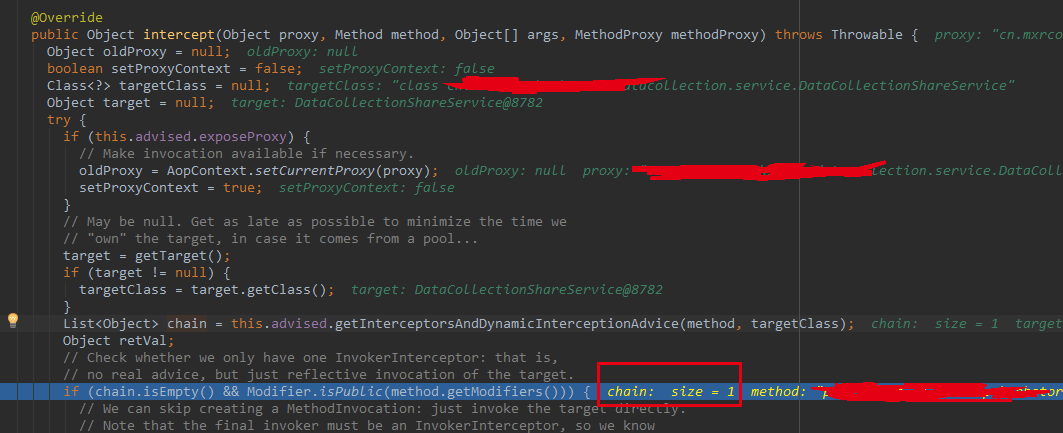 @Override
public Object intercept(Object proxy, Method method, Object[] args, MethodProxy methodProxy) throws Throwable { proxy: "cn.mxrco
Object oldProxy = null; oldProxy: null
boolean setProxyContext = false; setProxyContext: false
Class<?> targetClass = null; targetClass: "class datacollection.service.DataCollectionShareService"
Object target = null; target: DataCollectionShareService@8782
try {
if (this.advised.exposeProxy) {
// Make invocation available if necessary.
oldProxy = AopContext.setCurrentProxy(proxy); oldProxy: null proxy: lection.service.DataColl
setProxyContext = true; setProxyContext: false
}
// May be null. Get as late as possible to minimize the time we
// "own" the target, in case it comes from a pool...
target = getTarget();
if (target != null) {
targetClass = target.getClass(); target: DataCollectionShareService@8782
}
List<Object> chain = this.advised.getInterceptorsAndDynamicInterceptionAdvice(method, targetClass); chain: size = 1 targe
Object retVal;
// Check whether we only have one InvokerInterceptor: that is,
// no real advice, but just reflective invocation of the target.
if (chain.isEmpty() && Modifier.isPublic(method.getModifiers())) { chain: size = 1 method: "p
// We can skip creating a MethodInvocation: just invoke the target directly.
// Note that the final invoker must be an InvokerInterceptor, so we know